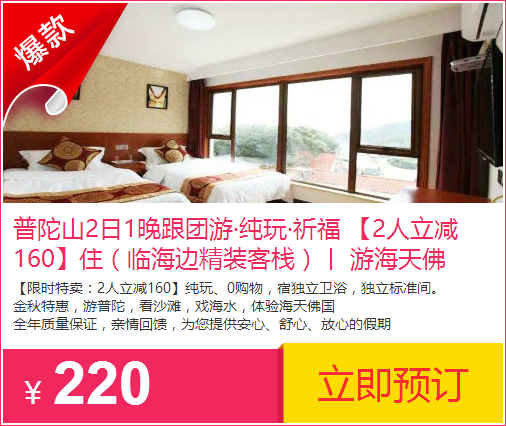 爆款
普陀山2日1晚跟团游·纯玩·祈福 【2人立减
160】住（临海边精装客栈）丨 游海天佛
【限时特卖：2人立减160】纯玩、0购物，宿独立卫浴，独立标准间。
金秋特惠，游普陀，看沙滩，戏海水，体验海天佛国
全年质量保证，亲情回馈，为您提供安心、舒心、放心的假期
¥ 220
立即预订